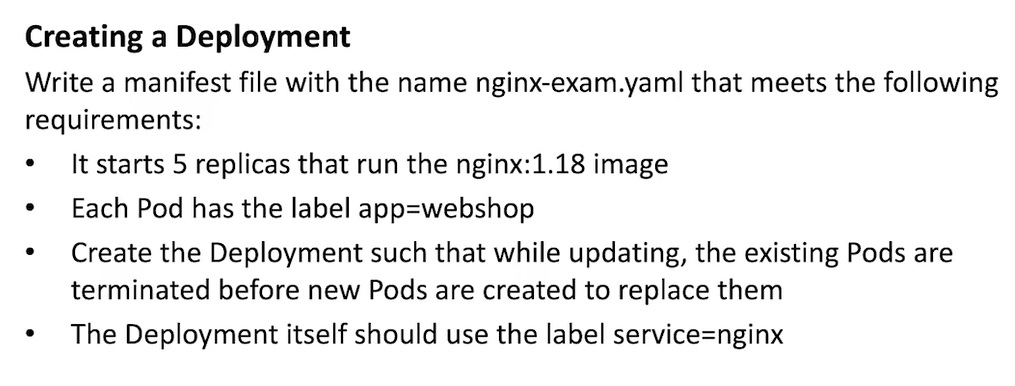 Creating a Deployment
Write a manifest file with the name nginx-exam.yaml that meets the following
requirements:
• It starts 5 replicas that run the nginx:1.18 image
• Each Pod has the label app=webshop
• Create the Deployment such that while updating, the existing Pods are
terminated before new Pods are created to replace them
• The Deployment itself should use the label service=nginx